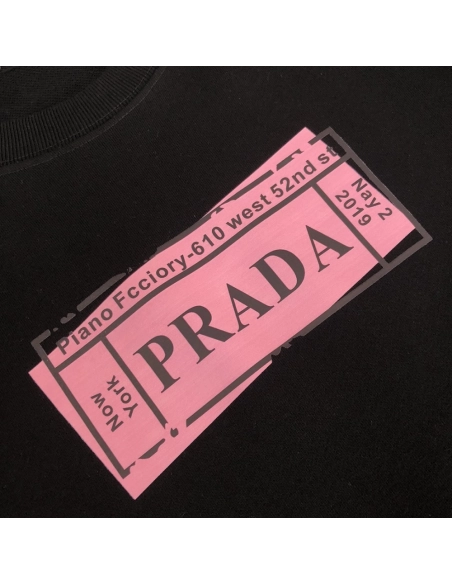 Piano Fcciory-610 west 52nd st
Nay 2
2019
PRADA
Now
York